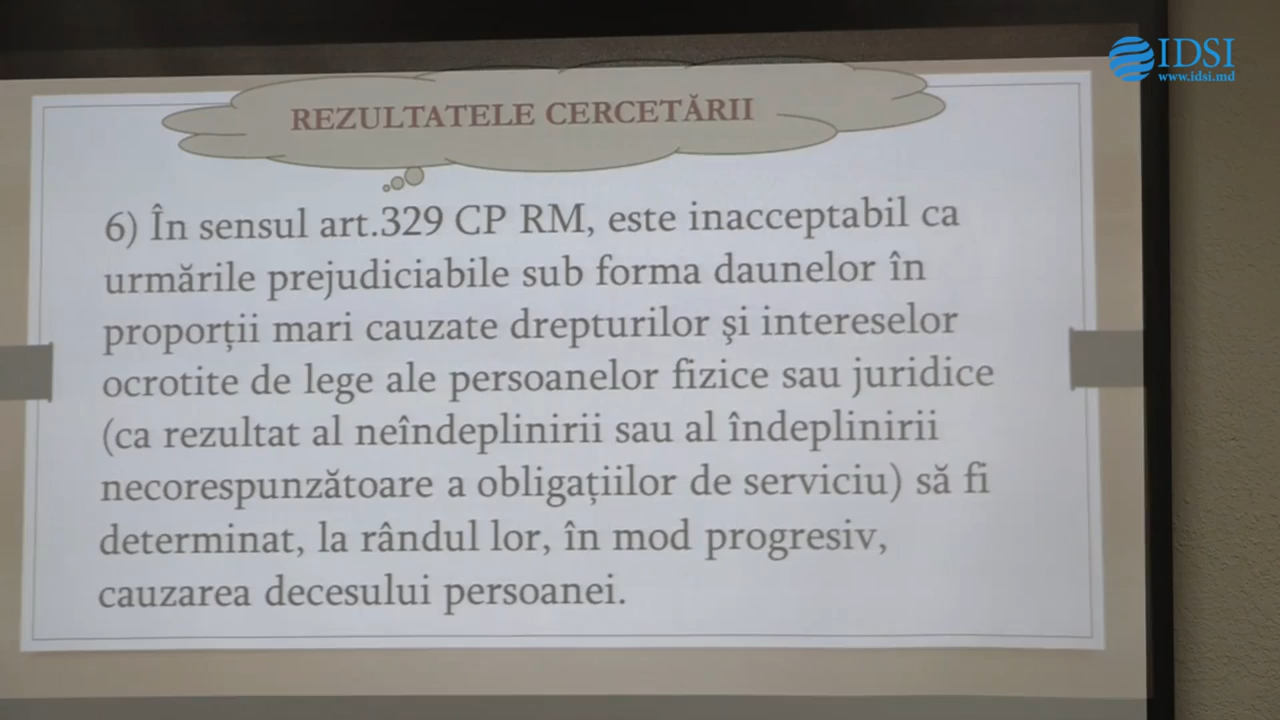 IDSI
www.idsi.md
REZULTATELE CERCETĂRII
6) În sensul art.329 CP RM, este inacceptabil ca
urmările prejudiciabile sub forma daunelor în
proporții mari cauzate drepturilor şi intereselor
ocrotite de lege ale persoanelor fizice sau juridice
(ca rezultat al neîndeplinirii sau al îndeplinirii
necorespunzătoare a obligațiilor de serviciu) să fi
determinat, la rândul lor, în mod progresiv,
cauzarea decesului persoanei.